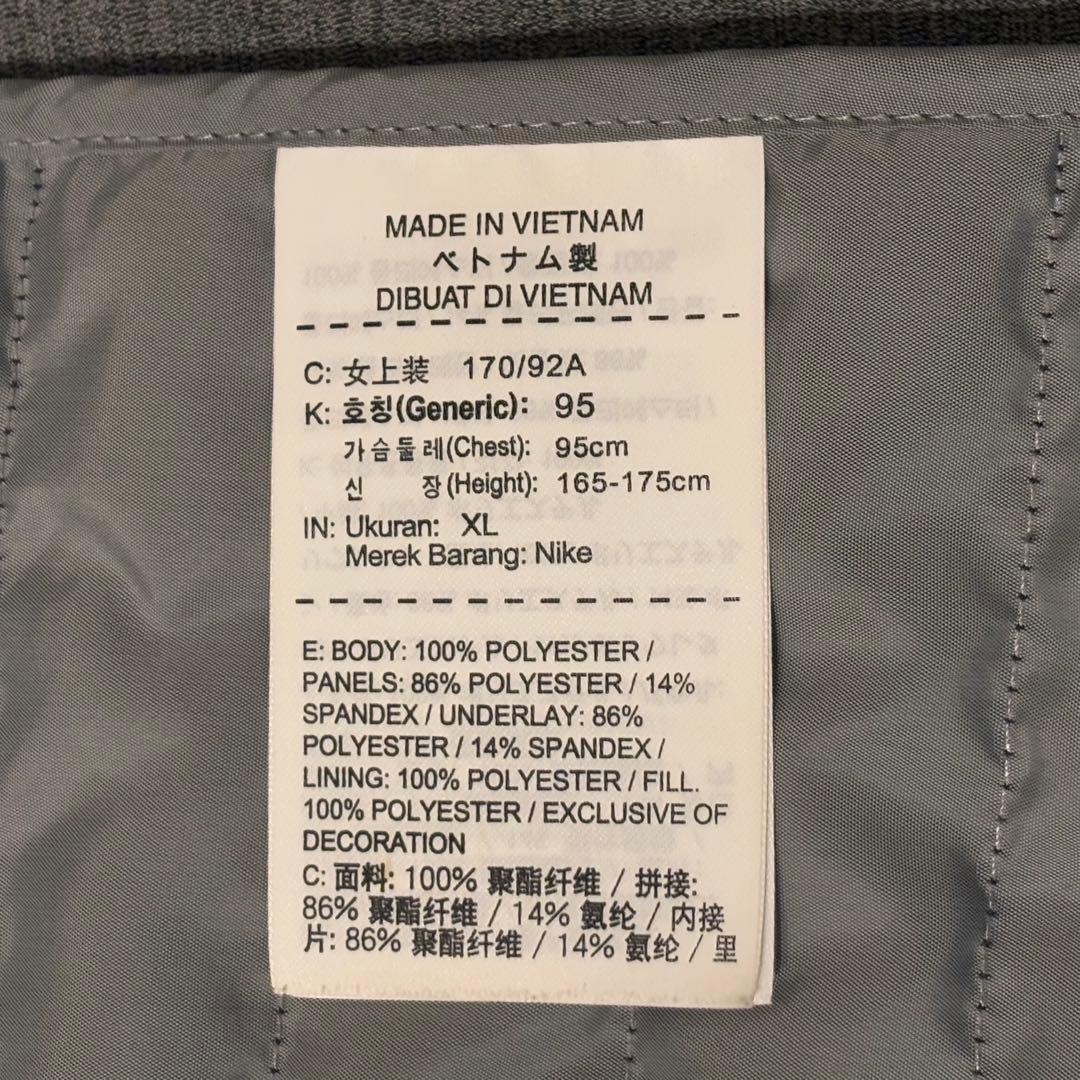 MADE IN VIETNAM
ベトナム製
DIBUAT DI VIETNAM
C: 女上装 170/92A
K: 호칭(Generic): 95
가슴둘레(Chest): 95cm
신 장(Height): 165-175cm
IN: Ukuran: XL
Merek Barang: Nike
E: BODY: 100% POLYESTER /
PANELS: 86% POLYESTER / 14%
SPANDEX / UNDERLAY: 86%
POLYESTER / 14% SPANDEX /
LINING: 100% POLYESTER / FILL.
100% POLYESTER / EXCLUSIVE OF
DECORATION
C: 面料: 100% 聚酯纤维 / 拼接:
86% 聚酯纤维 / 14% 氨纶 / 内接
片: 86% 聚酯纤维 / 14% 氨纶 / 里